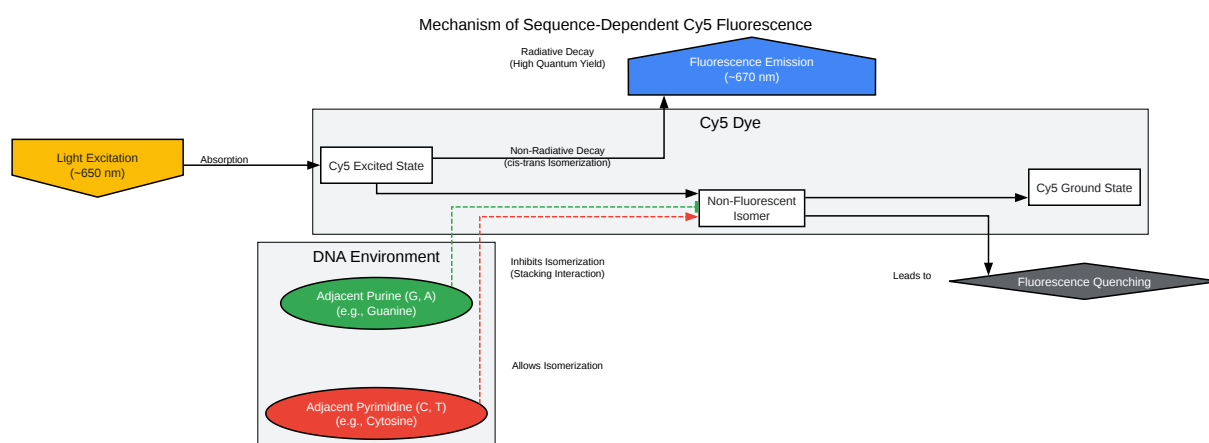 Mechanism of Sequence-Dependent Cy5 Fluorescence
Radiative Decay
(High Quantum Yield)
Fluorescence Emission
(~670 nm)
Cy5 Dye
Light Excitation
(~650 nm)
Absorption
Cy5 Excited State
Non-Radiative Decay
(cis-trans Isomerization)
Non-Fluorescent
Isomer
Cy5 Ground State
DNA Environment
Inhibits Isomerization
(Stacking Interaction)
Leads to
Fluorescence Quenching
Adjacent Purine (G, A)
(e.g., Guanine)
Allows Isomerization
Adjacent Pyrimidine (C, T)
(e.g., Cytosine)